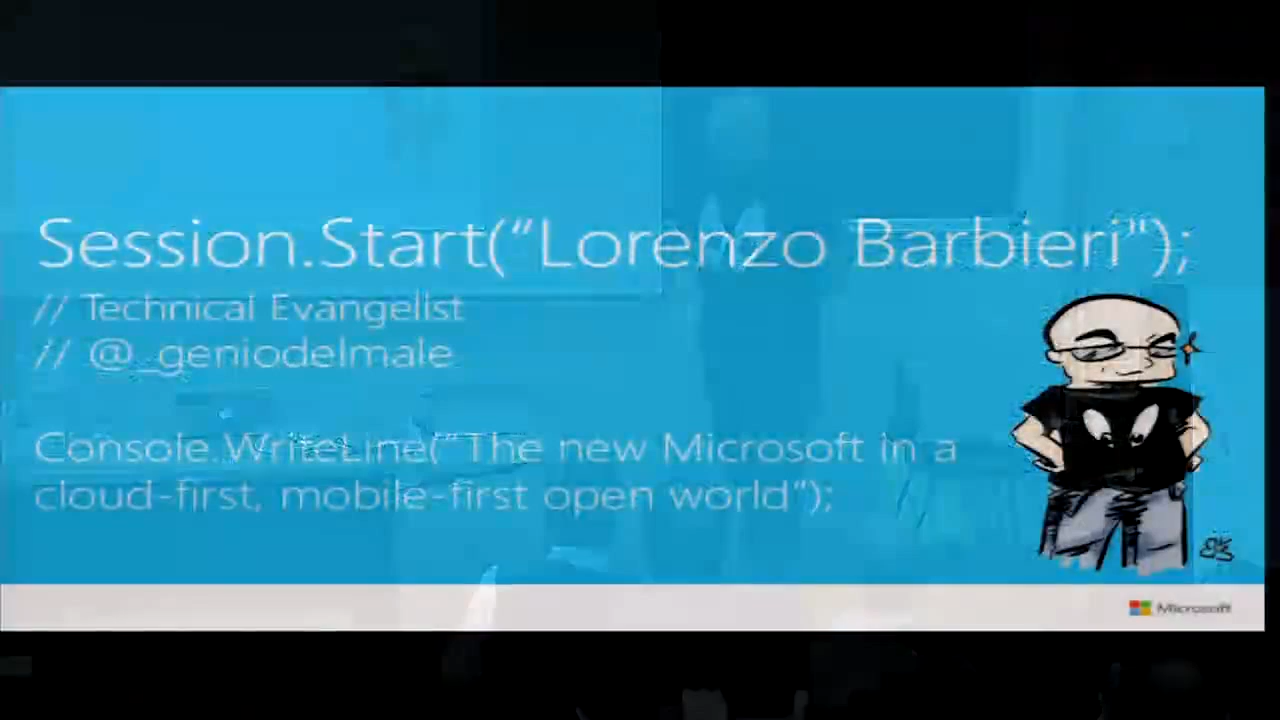 Session.Start(“Lorenzo Barbieri”);
// Technical Evangelist
// @_geniodelmale
Console.WriteLine(“The new Microsoft in a
cloud-first, mobile-first open world”);
Microsoft